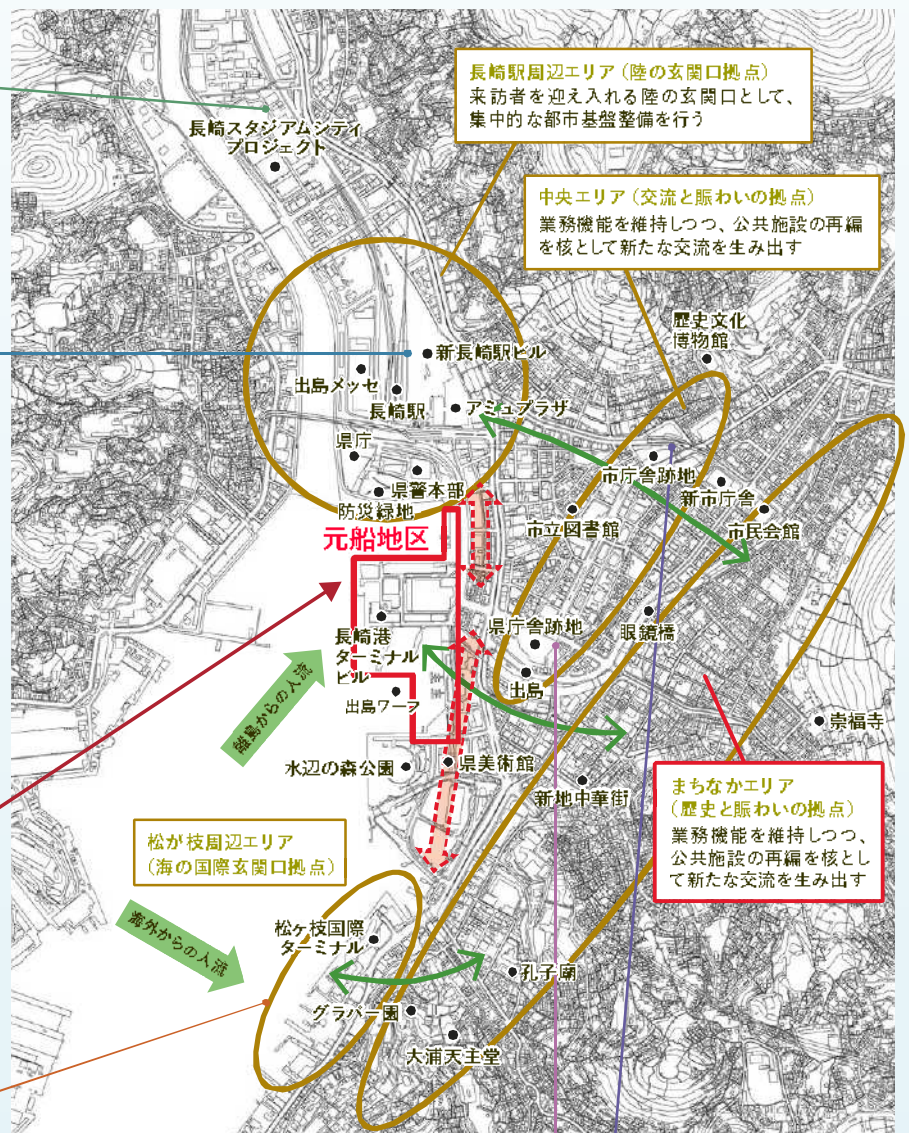 長崎駅周辺エリア（陸の玄関口拠点）
来訪者を迎え入れる陸の玄関口として、
集中的な都市基盤整備を行う
長崎スタジアムシティ
プロジェクト
中央エリア（交流と賑わいの拠点）
業務機能を維持しつつ、公共施設の再編
を核として新たな交流を生み出す
歴史文化
博物館
新長崎駅ビル
出島メッセ
長崎駅
アミュプラザ
県庁
県警本部
防災緑地
市庁舎跡地
新市庁舎
市立図書館
市民会館
元船地区
長崎港
ターミナル
ビル
県庁舎跡地
眼鏡橋
出島
出島ワーフ
離島からの人流
崇福寺
水辺の森公園
県美術館
新地中華街
まちなかエリア
（歴史と賑わいの拠点）
業務機能を維持しつつ、
公共施設の再編を核とし
て新たな交流を生み出す
松が枝周辺エリア
（海の国際玄関口拠点）
海外からの人流
松ヶ枝国際
ターミナル
孔子廟
グラバー園
大浦天主堂